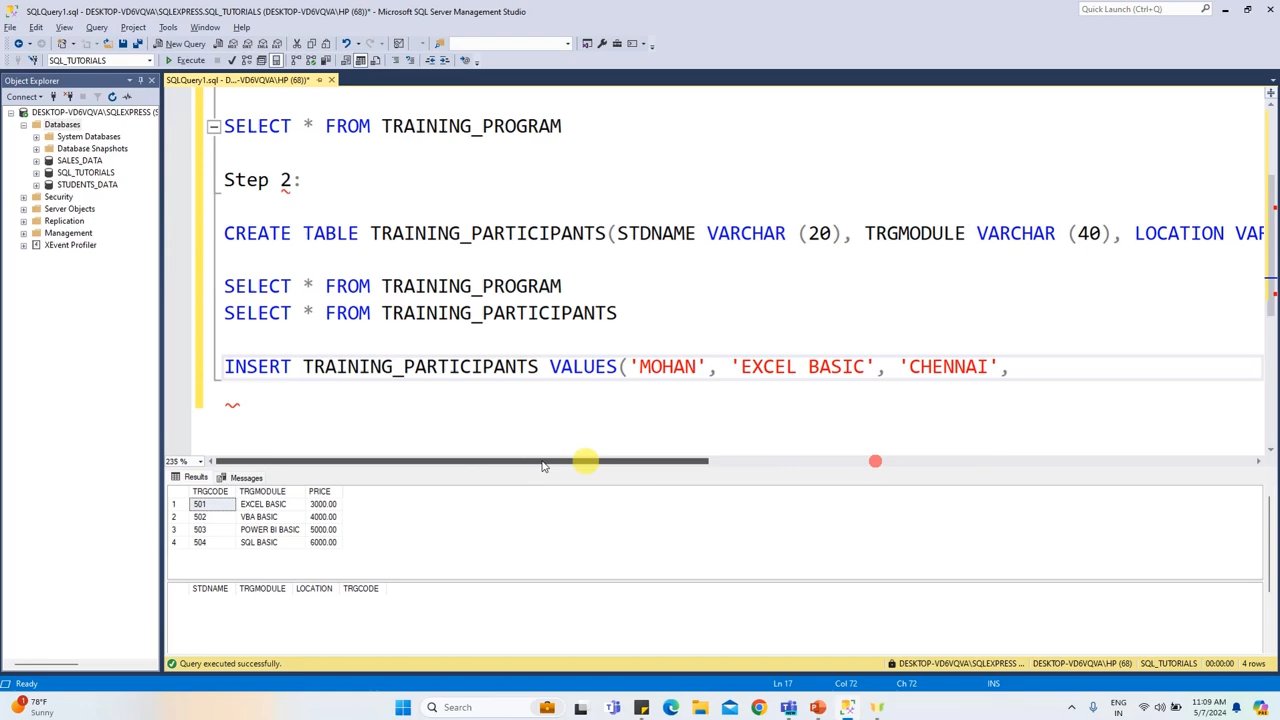 SQLQuery1.sql - DESKTOP-VD6VQVA\SQLEXPRESS.SQL_TUTORIALS (DESKTOP-VD6VQVA\HP (68))* - Microsoft SQL Server Management Studio
Quick Launch (Ctrl+Q)
File Edit View Query Project Tools Window Help
New Query
SQL_TUTORIALS
Execute
Object Explorer
SQLQuery1.sql - D...-VD6VQVA\HP (68))*
Connect
DESKTOP-VD6VQVA\SQLEXPRESS (S
Databases
System Databases
Database Snapshots
SALES_DATA
SQL_TUTORIALS
STUDENTS_DATA
Security
Server Objects
Replication
Management
XEvent Profiler
SELECT * FROM TRAINING_PROGRAM
Step 2:
CREATE TABLE TRAINING_PARTICIPANTS(STDNAME VARCHAR (20), TRGMODULE VARCHAR (40), LOCATION VAR
SELECT * FROM TRAINING_PROGRAM
SELECT * FROM TRAINING_PARTICIPANTS
INSERT TRAINING_PARTICIPANTS VALUES('MOHAN', 'EXCEL BASIC', 'CHENNAI',
235 %
Results Messages
TRGCODE TRGMODULE PRICE
1 501 EXCEL BASIC 3000.00
2 502 VBA BASIC 4000.00
3 503 POWER BI BASIC 5000.00
4 504 SQL BASIC 6000.00
STDNAME TRGMODULE LOCATION TRGCODE
Query executed successfully.
DESKTOP-VD6VQVA\SQLEXPRESS ... DESKTOP-VD6VQVA\HP (68) SQL_TUTORIALS 00:00:00 4 rows
Ready Ln 17 Col 72 Ch 72 INS
78°F
Sunny
Search
ENG
IN
11:09 AM
5/7/2024